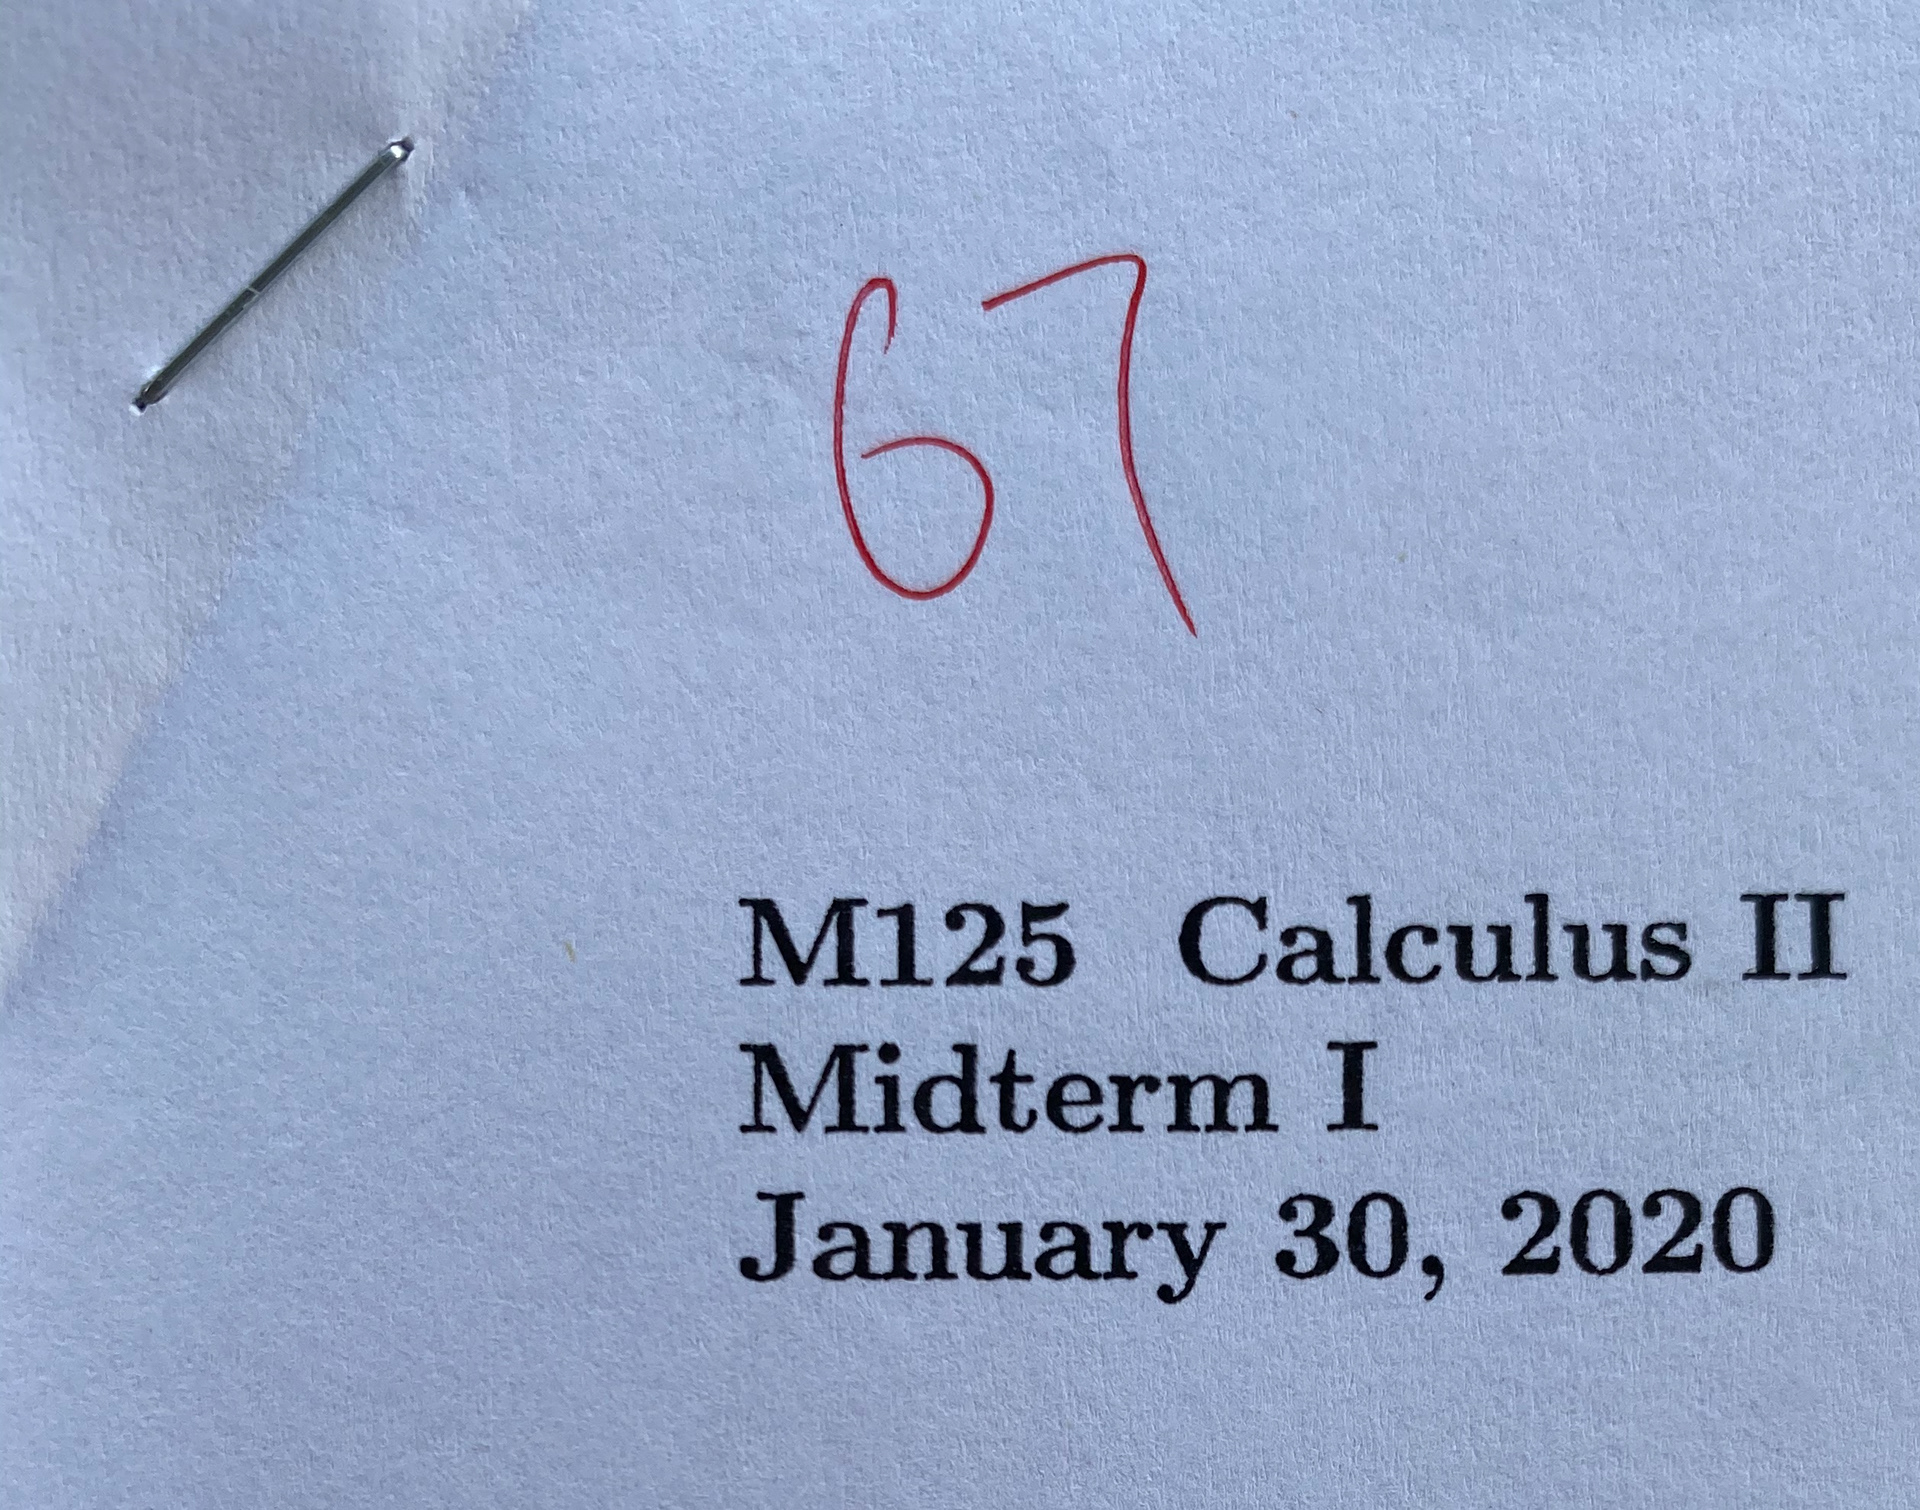 67
M125 Calculus II
Midterm I
January 30, 2020